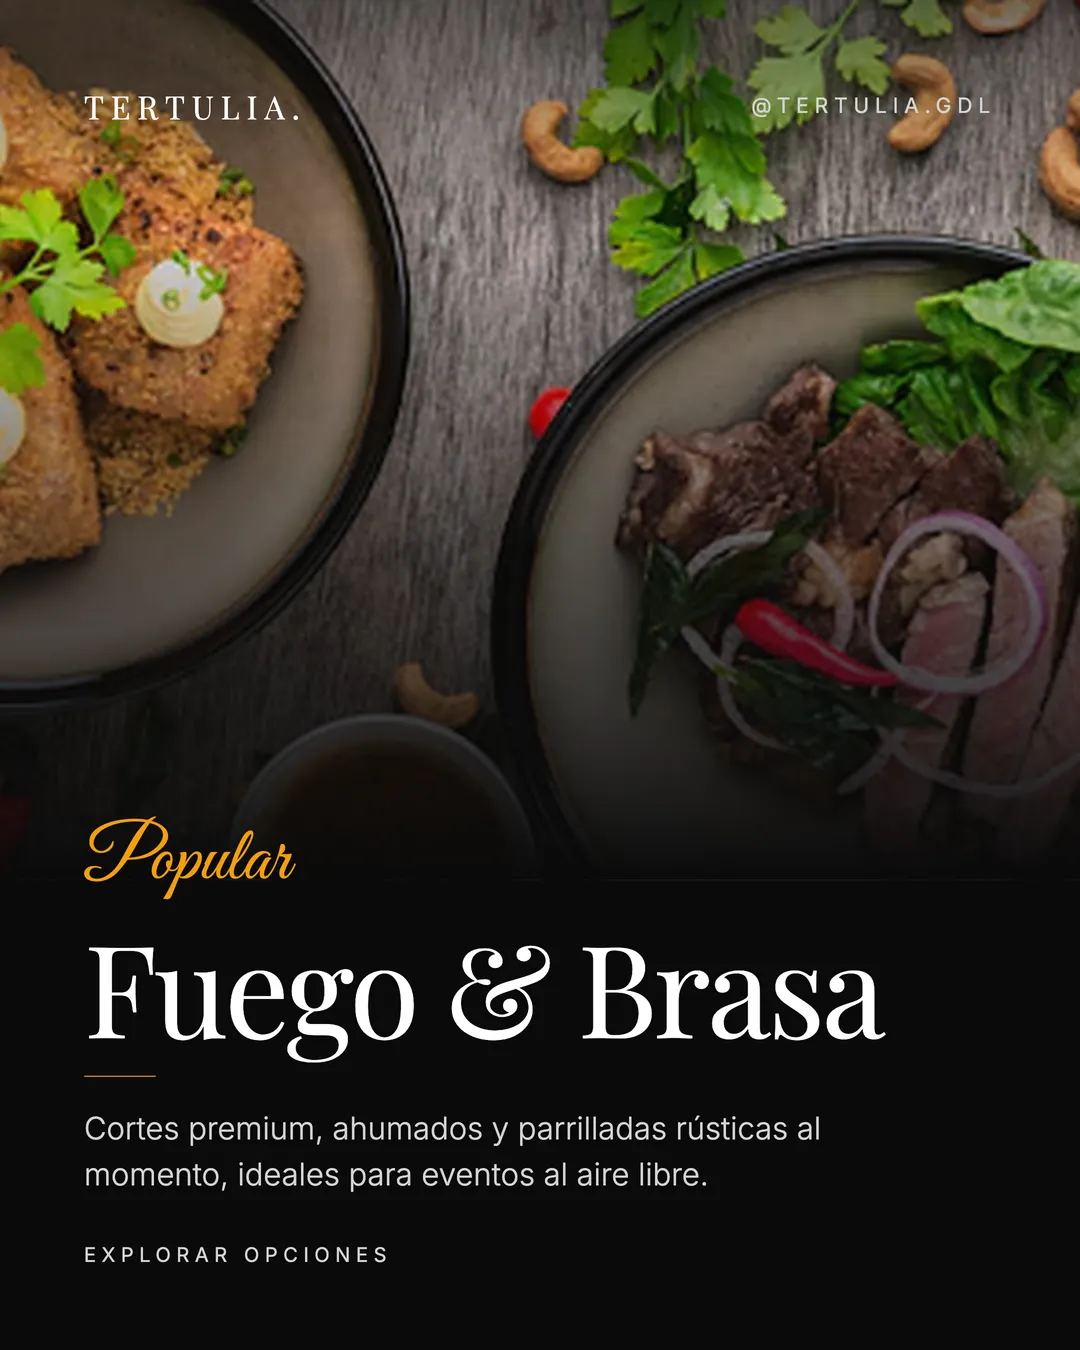 TERTULIA.
@TERTULIA.GDL
Popular
Fuego & Brasa
Cortes premium, ahumados y parrilladas rústicas al
momento, ideales para eventos al aire libre.
EXPLORAR OPCIONES